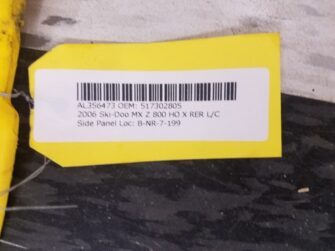 AL356473 OEM: 517302805
2006 Ski-Doo MX Z 800 HO X RER L/C
Side Panel Loc: B-NR-7-199